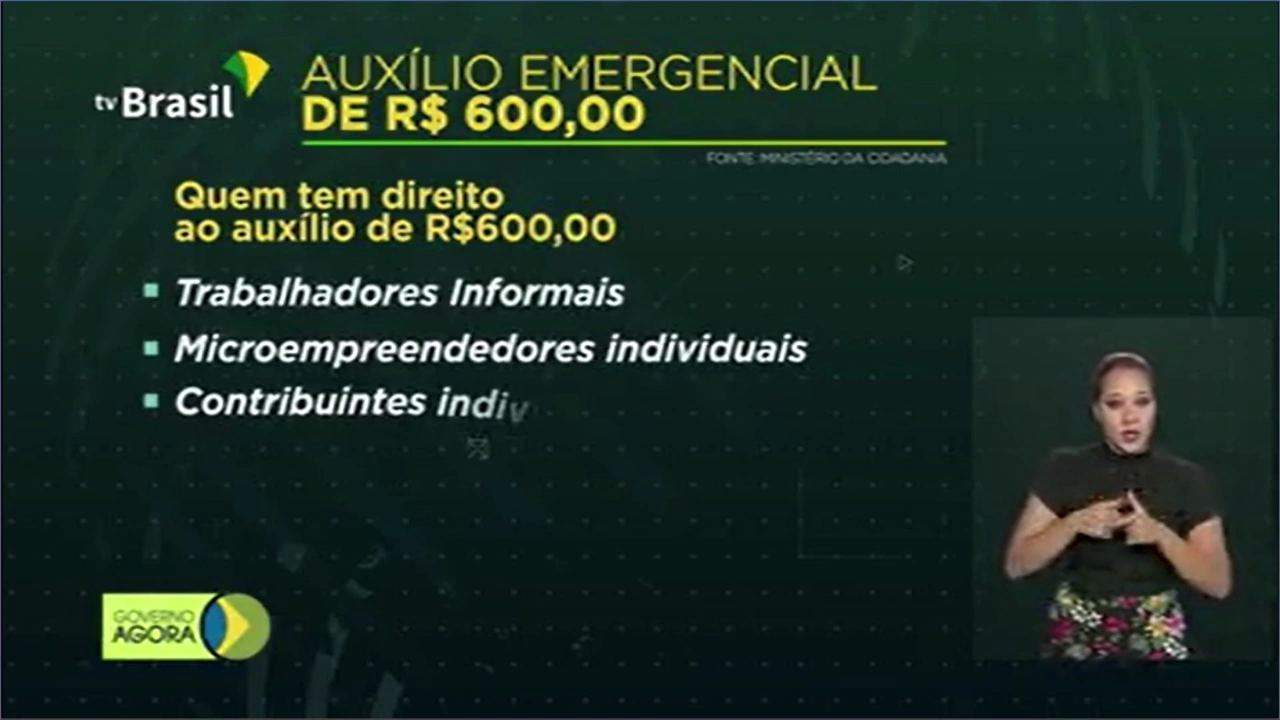 tv Brasil
AUXÍLIO EMERGENCIAL
DE R$ 600,00
FONTE: MINISTÉRIO DA CIDADANIA
Quem tem direito
ao auxílio de R$600,00
Trabalhadores Informais
Microempreendedores individuais
Contribuintes indiv
GOVERNO
AGORA